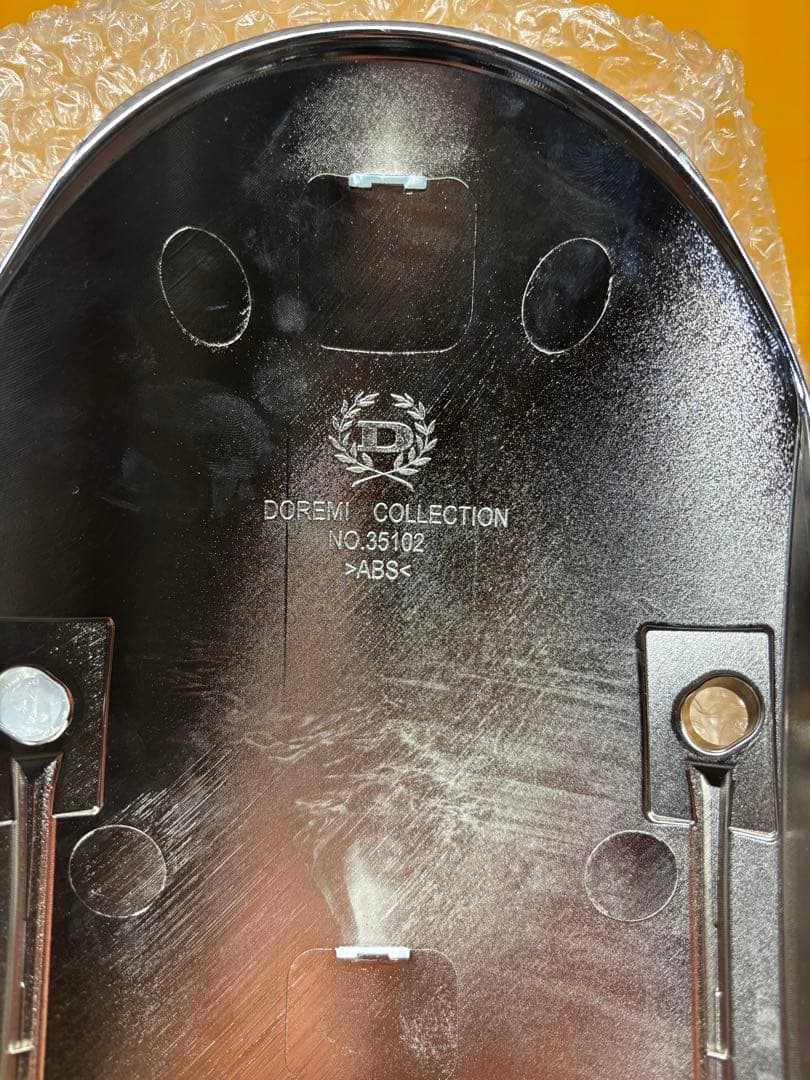 D
DOREMI COLLECTION
NO.35102
>ABS<